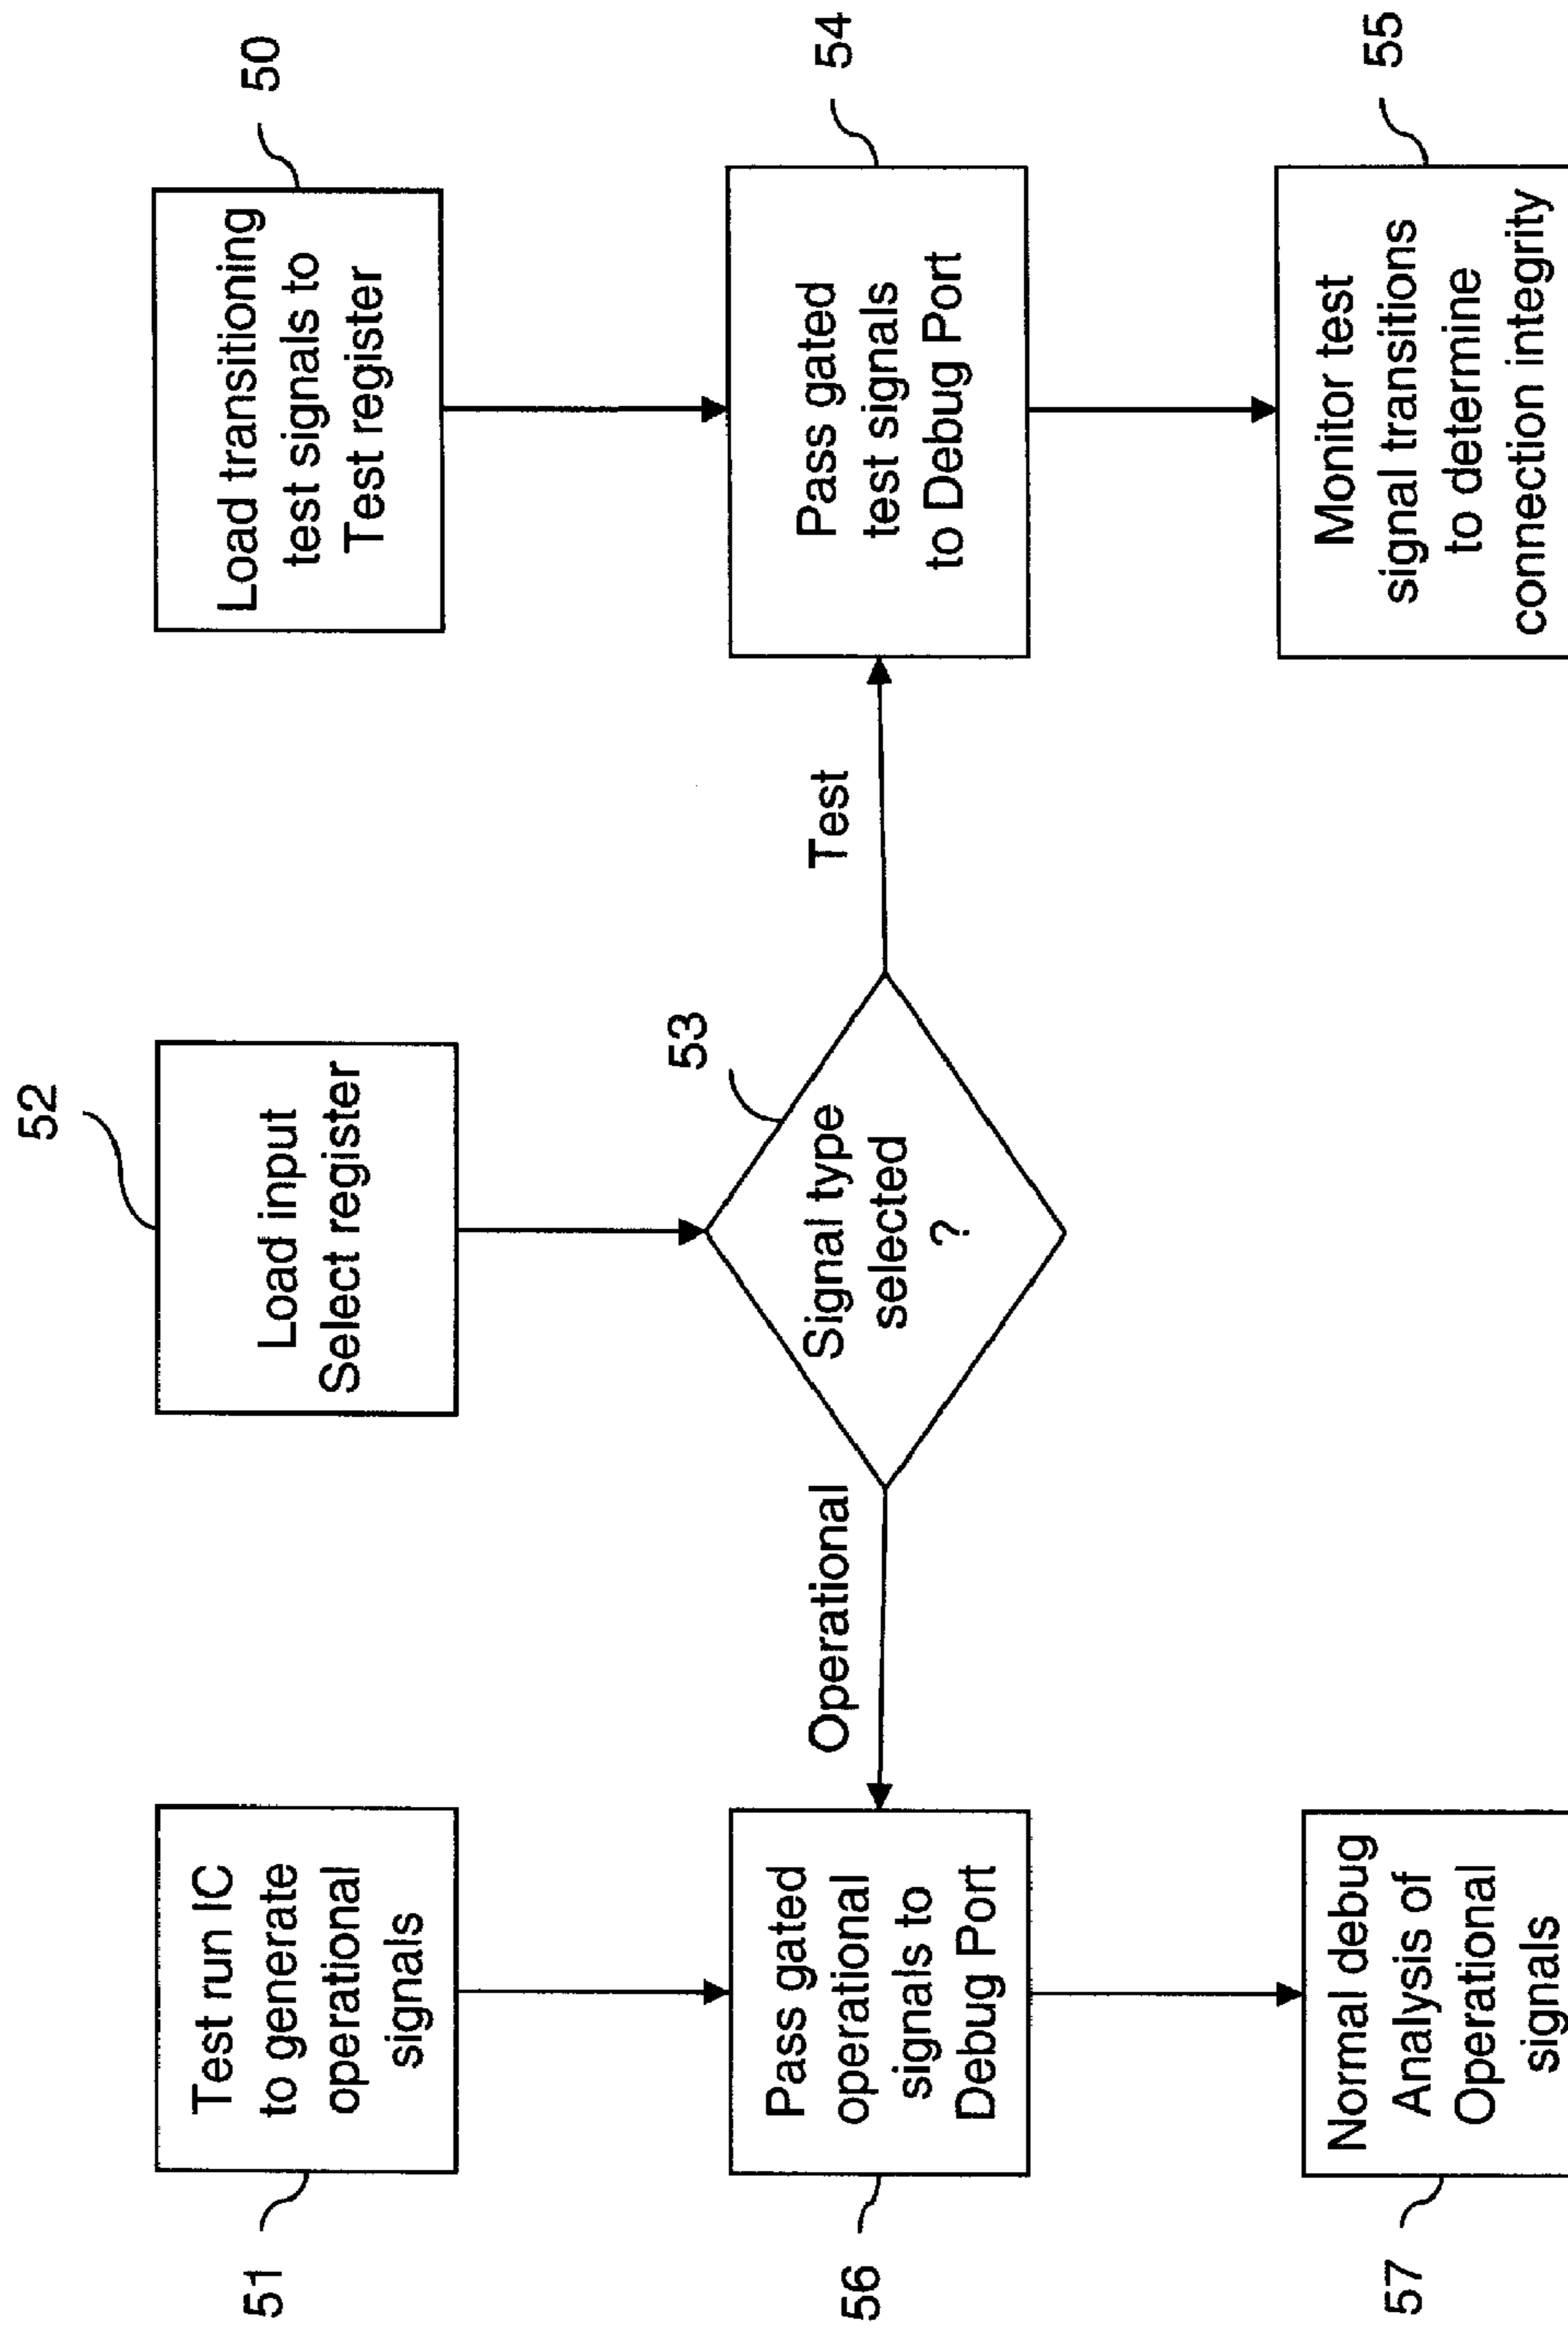 51
Test run IC
to generate
operational
signals
52
Load input
Select register
50
Load transitioning
test signals to
Test register
56
Pass gated
operational
signals to
Debug Port
Operational
53
Signal type
selected
?
Test
54
Pass gated
test signals
to Debug Port
57
Normal debug
Analysis of
Operational
signals
55
Monitor test
signal transitions
to determine
connection integrity